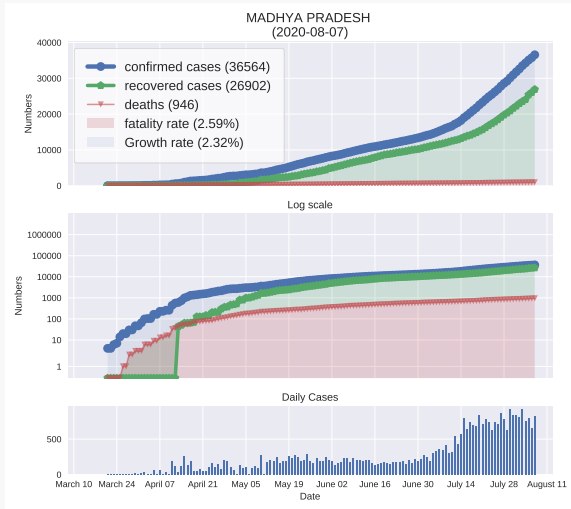 MADHYA PRADESH
(2020-08-07)
40000
30000
20000
10000
0
Numbers
confirmed cases (36564)
recovered cases (26902)
deaths (946)
fatality rate (2.59%)
Growth rate (2.32%)
Log scale
1000000
100000
10000
1000
100
10
1
Numbers
Daily Cases
500
0
March 10 March 24 April 07 April 21 May 05 May 19 June 02 June 16 June 30 July 14 July 28 August 11
Date